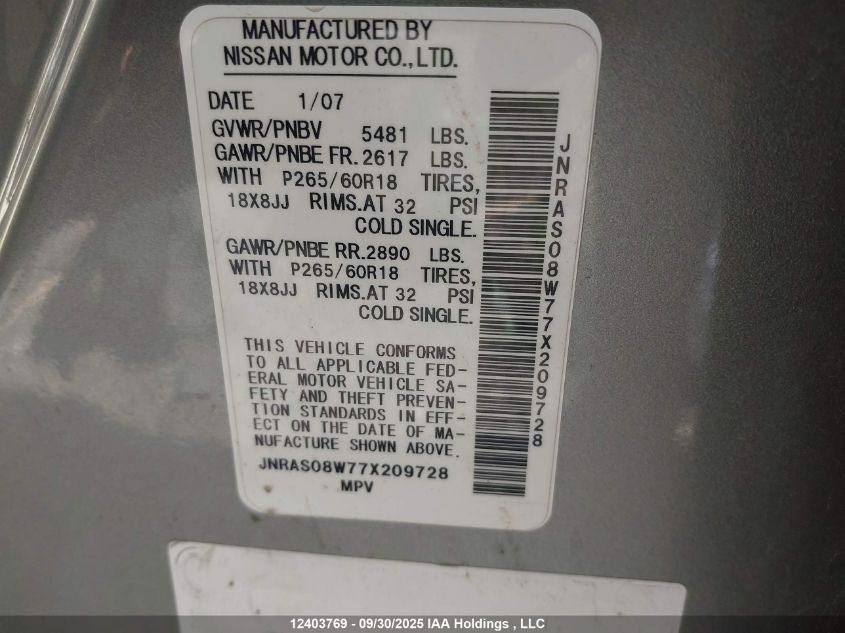 MANUFACTURED BY
NISSAN MOTOR CO.,LTD.
DATE 1/07
GVWR/PNBV 5481 LBS.
GAWR/PNBE FR. 2617 LBS.
WITH P265/60R18 TIRES,
18X8JJ RIMS.AT 32 PSI
COLD SINGLE.
GAWR/PNBE RR. 2890 LBS.
WITH P265/60R18 TIRES,
18X8JJ RIMS.AT 32 PSI
COLD SINGLE.
THIS VEHICLE CONFORMS
TO ALL APPLICABLE FED-
ERAL MOTOR VEHICLE SA-
FETY AND THEFT PREVEN-
TION STANDARDS IN EFF-
ECT ON THE DATE OF MA-
NUFACTURE SHOWN ABOVE.
JNRAS08W77X209728
MPV
JNRAS08W77X209728
12403769 - 09/30/2025 IAA Holdings , LLC